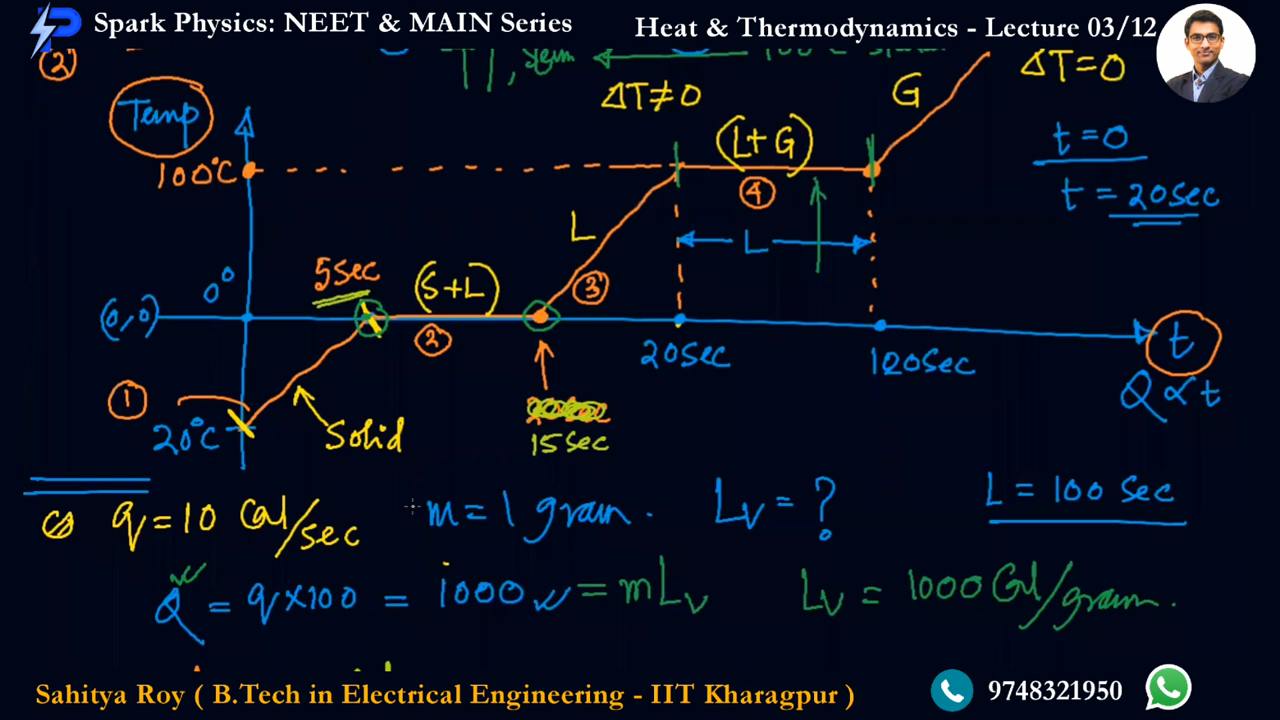 Spark Physics: NEET & MAIN Series
Heat & Thermodynamics - Lecture 03/12
(2)
ΔT≠0
G
ΔT=0
Temp
(L+G)
t=0
100°C
4
t = 20sec
L
L
0°
5sec
(S+L)
3
(0,0)
2
20sec
120sec
t
1
Q ∝ t
20°C
Solid
15sec
q = 10 Cal/sec
m = 1 gram.
Lv = ?
L = 100 sec
Q = q×100 = 1000 = mLv
Lv = 1000 Cal/gram.
Sahitya Roy ( B.Tech in Electrical Engineering - IIT Kharagpur )
9748321950